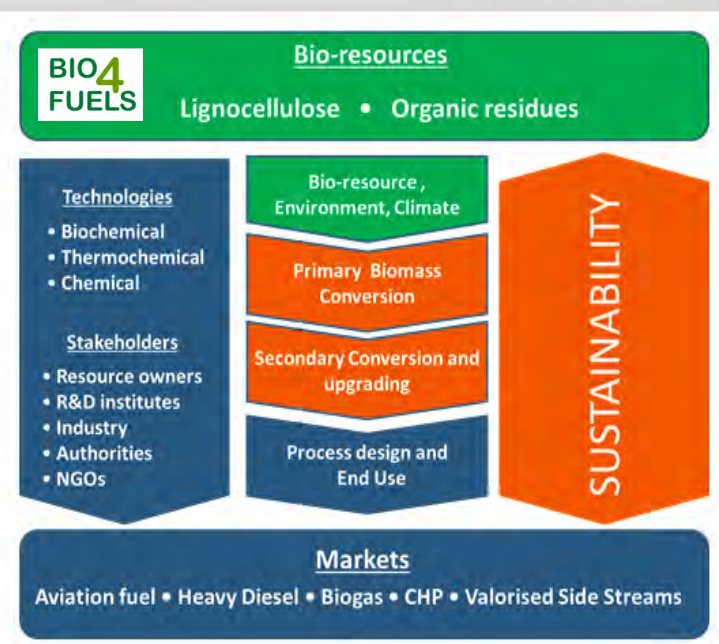 BIO4
FUELS
Bio-resources
Lignocellulose • Organic residues
Technologies
• Biochemical
• Thermochemical
• Chemical
Stakeholders
• Resource owners
• R&D institutes
• Industry
• Authorities
• NGOs
Bio-resource ,
Environment, Climate
Primary Biomass
Conversion
Secondary Conversion and
upgrading
Process design and
End Use
SUSTAINABILITY
Markets
Aviation fuel • Heavy Diesel • Biogas • CHP • Valorised Side Streams